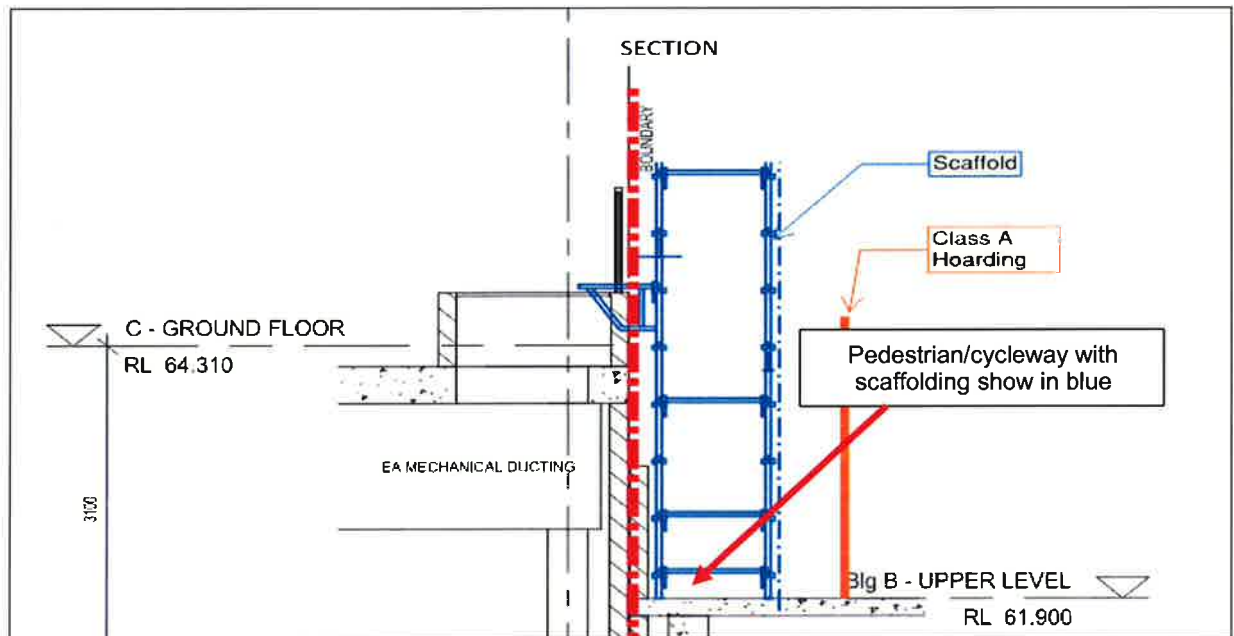 SECTION
BOUNDARY
Scaffold
Class A
Hoarding
C - GROUND FLOOR
RL 64.310
Pedestrian/cycleway with
scaffolding show in blue
EA MECHANICAL DUCTING
3100
Blg B - UPPER LEVEL
RL 61.900